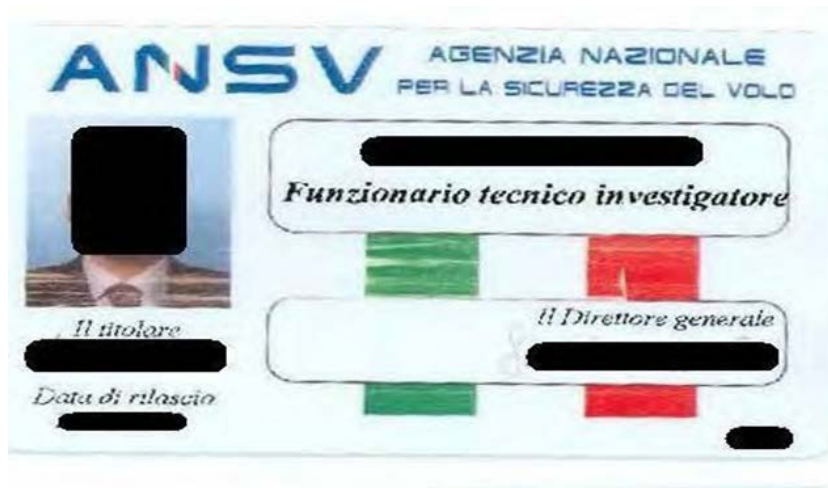 ANSV
AGENZIA NAZIONALE
PER LA SICUREZZA DEL VOLO
Funzionario tecnico investigatore
Il titolare
Il Direttore generale
Data di rilascio